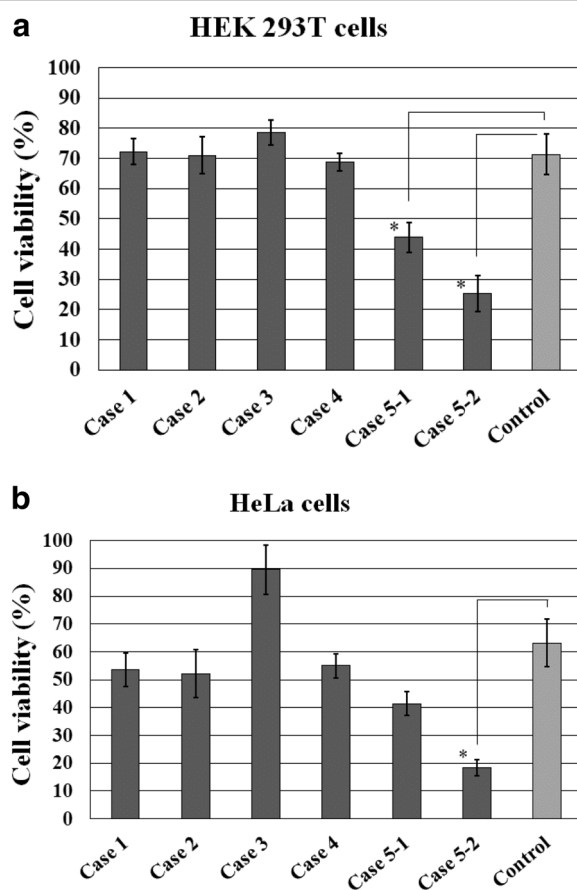 a
HEK 293T cells
Cell viability (%)
100
90
80
70
60
50
40
30
20
10
0
*
*
Case 1
Case 2
Case 3
Case 4
Case 5-1
Case 5-2
Control
b
HeLa cells
Cell viability (%)
100
90
80
70
60
50
40
30
20
10
0
*
Case 1
Case 2
Case 3
Case 4
Case 5-1
Case 5-2
Control